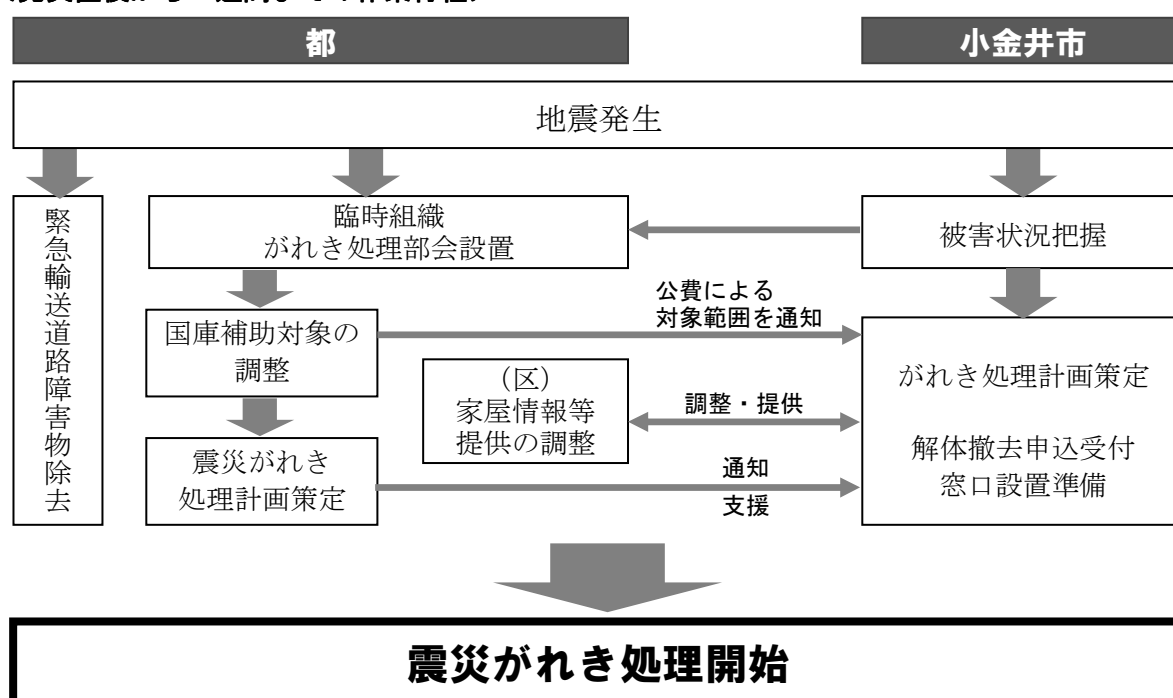 都
小金井市
地震発生
緊急輸送道路障害物除去
臨時組織
がれき処理部会設置
被害状況把握
国庫補助対象の
調整
公費による
対象範囲を通知
(区)
家屋情報等
提供の調整
調整・提供
がれき処理計画策定
解体撤去申込受付
窓口設置準備
震災がれき
処理計画策定
通知
支援
震災がれき処理開始